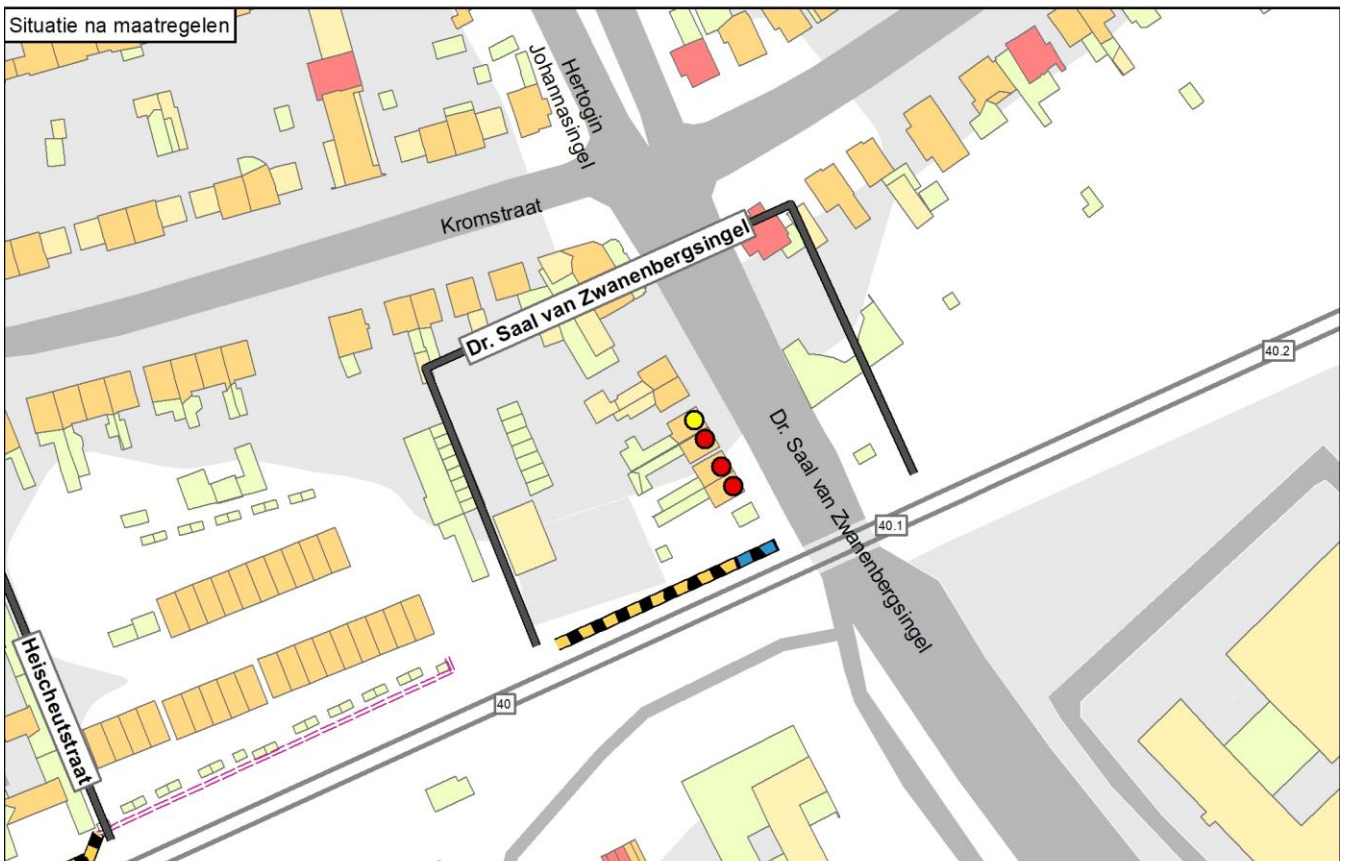 Situatie na maatregelen
Hertogin
Johannasingel
Kromstraat
Dr. Saal van Zwanenbergsingel
40.2
Dr. Saal van Zwanenbergsingel
40.1
Heischeutstraat
40